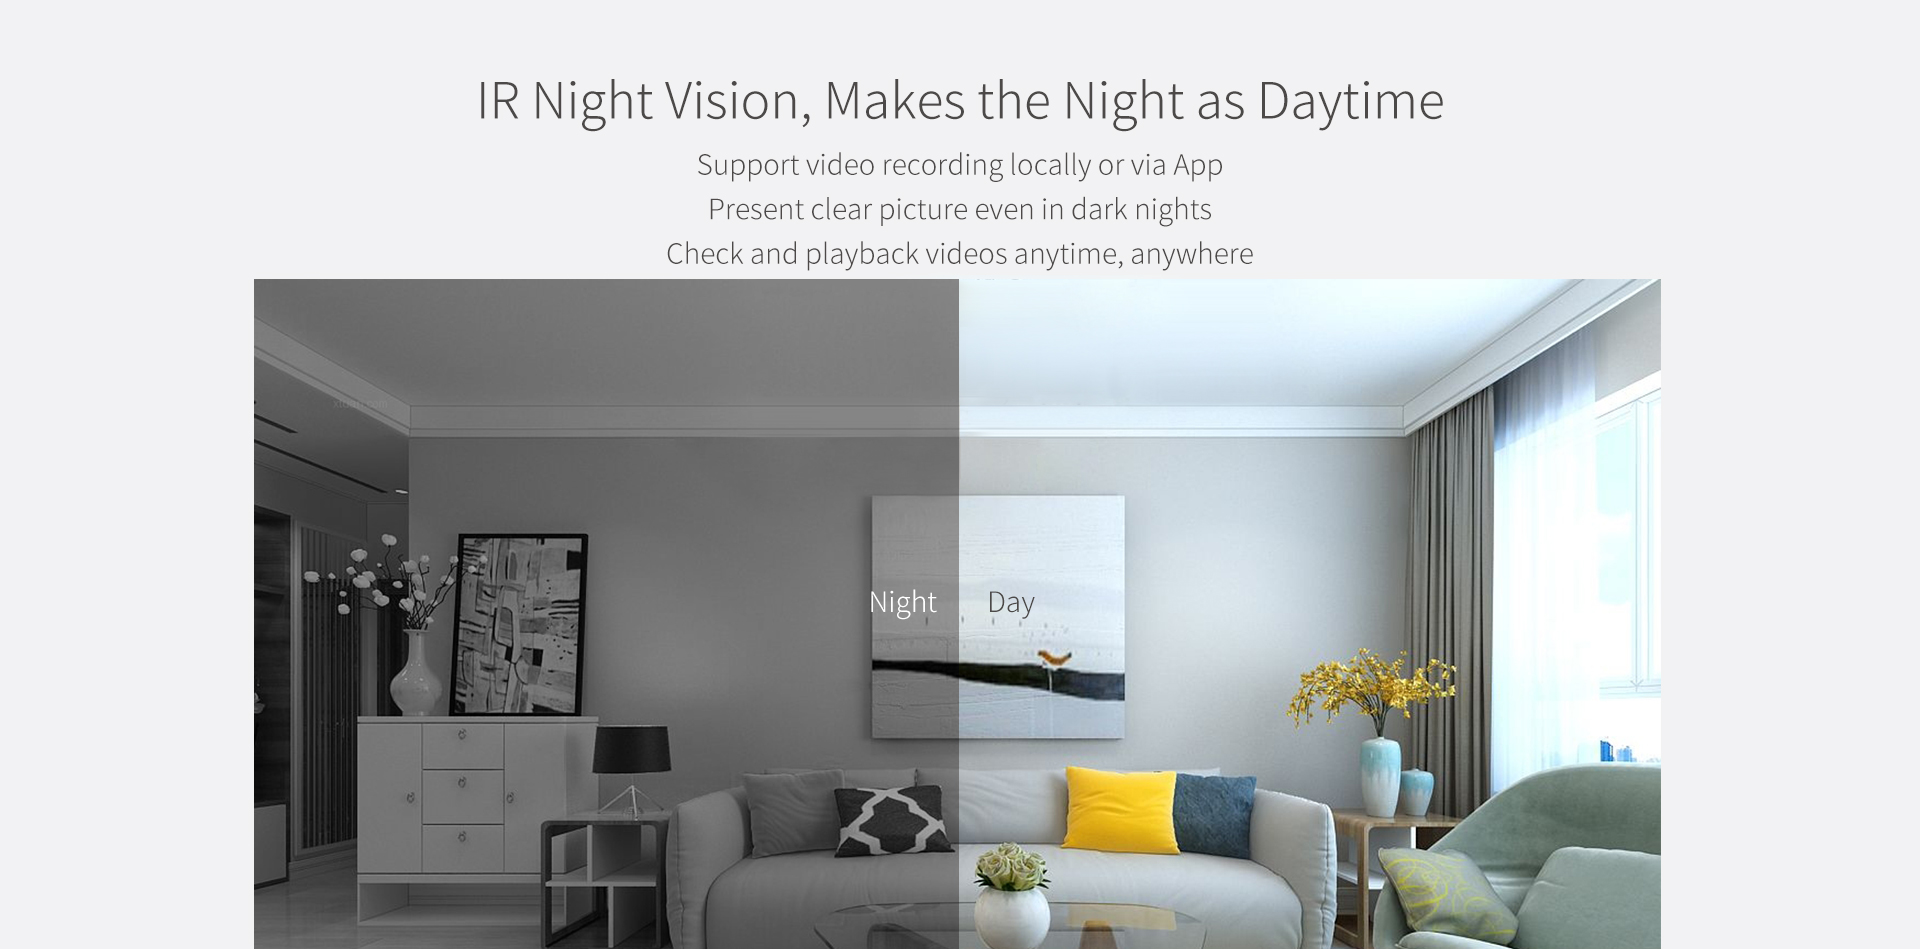 IR Night Vision, Makes the Night as Daytime
Support video recording locally or via App
Present clear picture even in dark nights
Check and playback videos anytime, anywhere
Night Day